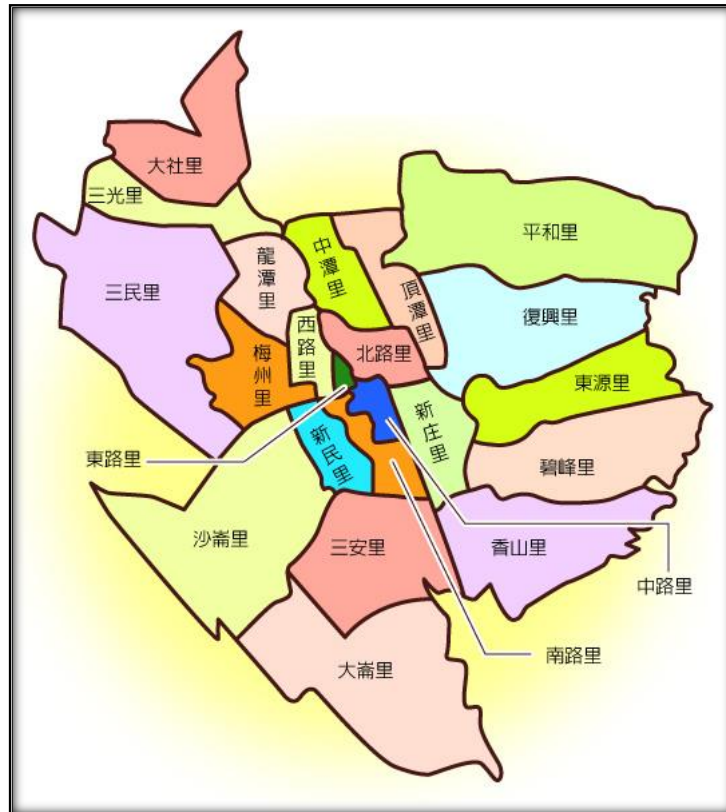 大社里
三光里
平和里
中潭里
龍潭里
頂潭里
三民里
復興里
西路里
北路里
梅州里
東源里
新庄里
東路里
新民里
碧峰里
沙崙里
三安里
香山里
中路里
南路里
大崙里